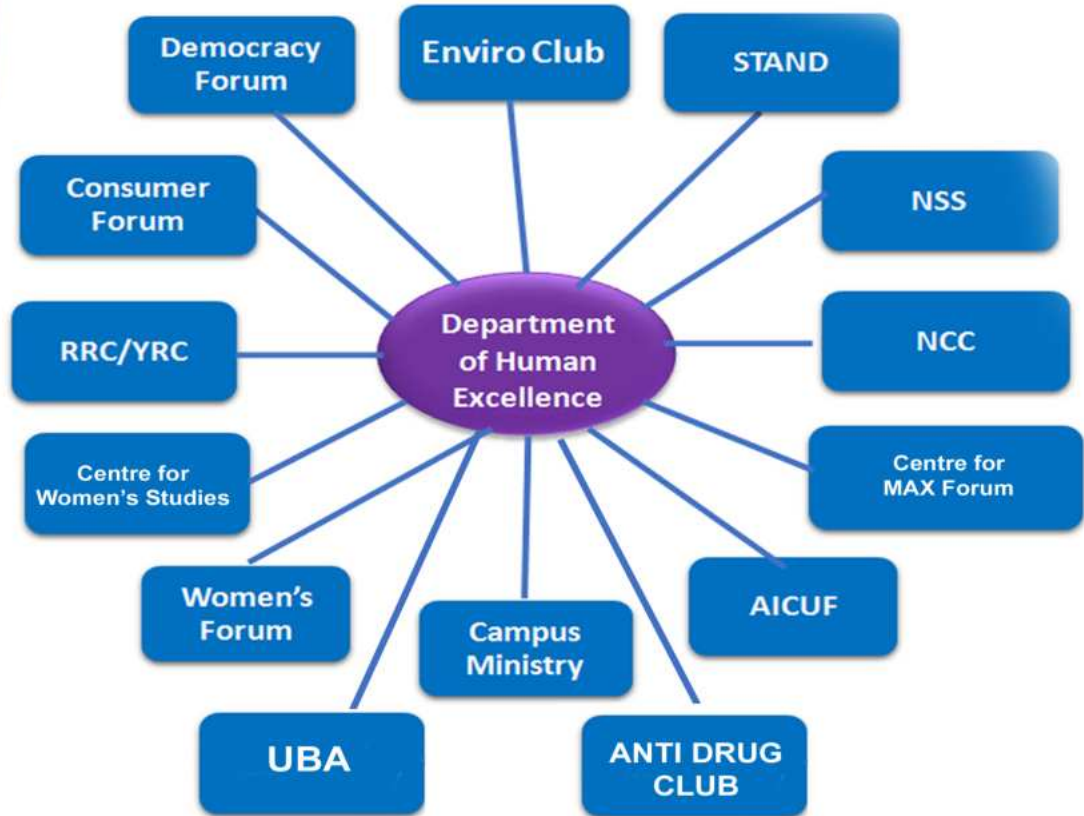 Democracy
Forum
Enviro Club
STAND
Consumer
Forum
NSS
RRC/YRC
Department
of Human
Excellence
NCC
Centre for
Women's Studies
Centre for
MAX Forum
Women's
Forum
Campus
Ministry
AICUF
UBA
ANTI DRUG
CLUB